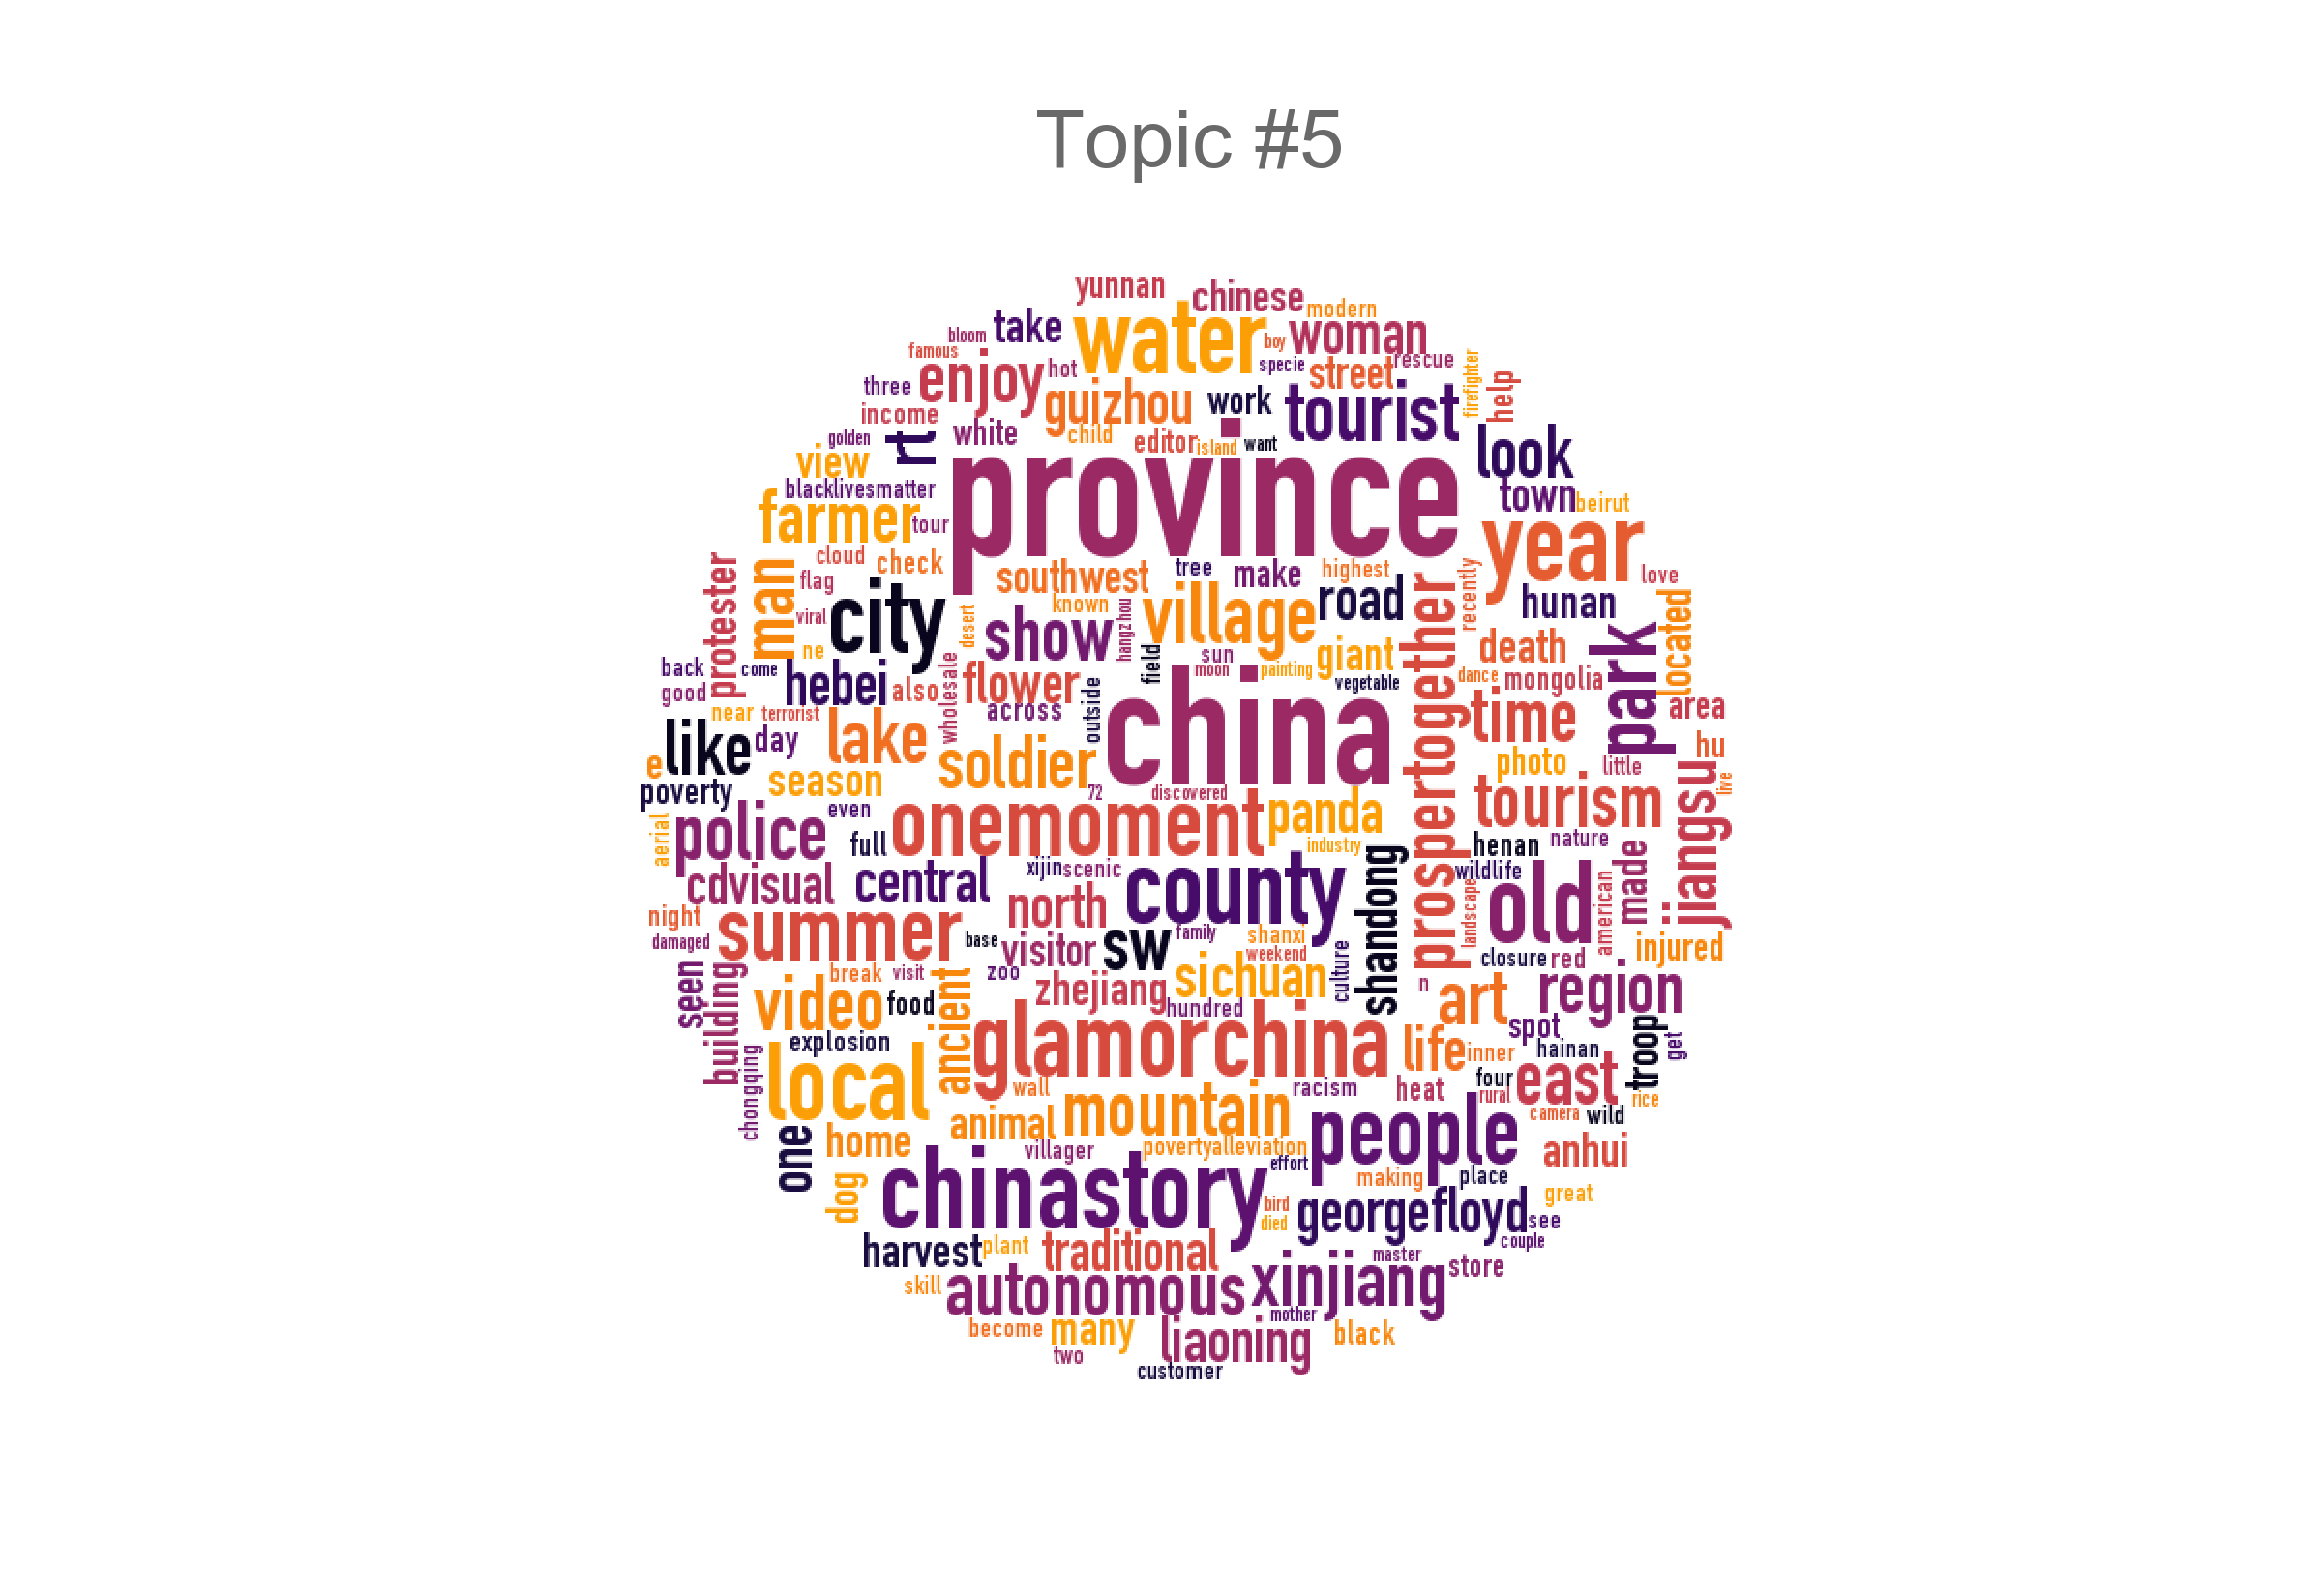 Topic #5
yunnan
chinese
modern
bloom
take
water
boy
woman
famous
enjoy
hot
specie
street
rescue
firefighter
three
guizhou
work
tourist
help
income
golden
rt
white
child
editor
island
want
look
view
blacklivesmatter
province
town
beirut
farmer
tour
year
cloud
check
southwest
tree
make
highest
recently
love
protester
man
flag
viral
ne
city
desert
known
show
hangzhou
village
road
hunan
located
back
come
good
hebei
also
wholesale
flower
field
sun
moon
painting
giant
vegetable
prospertogether
dance
death
mongolia
park
near
terrorist
across
outside
china
time
area
like
day
lake
soldier
photo
little
hu
e
poverty
season
72
discovered
live
aerial
police
even
onemoment
panda
tourism
jiangsu
full
industry
henan
nature
cdvisual
central
xijin
scenic
county
shandong
wildlife
made
night
summer
north
landscape
old
american
damaged
base
visitor
sw
family
shanxi
weekend
culture
closure
red
injured
seen
building
break
visit
ancient
zoo
zhejiang
sichuan
hundred
n
art
region
video
food
spot
explosion
glamorchina
life
inner
hainan
troop
get
chongqing
local
wall
racism
heat
four
rural
east
rice
one
home
animal
mountain
people
camera
wild
villager
povertyalleviation
effort
anhui
dog
chinastory
bird
died
making
place
great
georgefloyd
see
couple
harvest
plant
traditional
master
skill
autonomous
xinjiang
store
mother
become
many
liaoning
black
two
customer